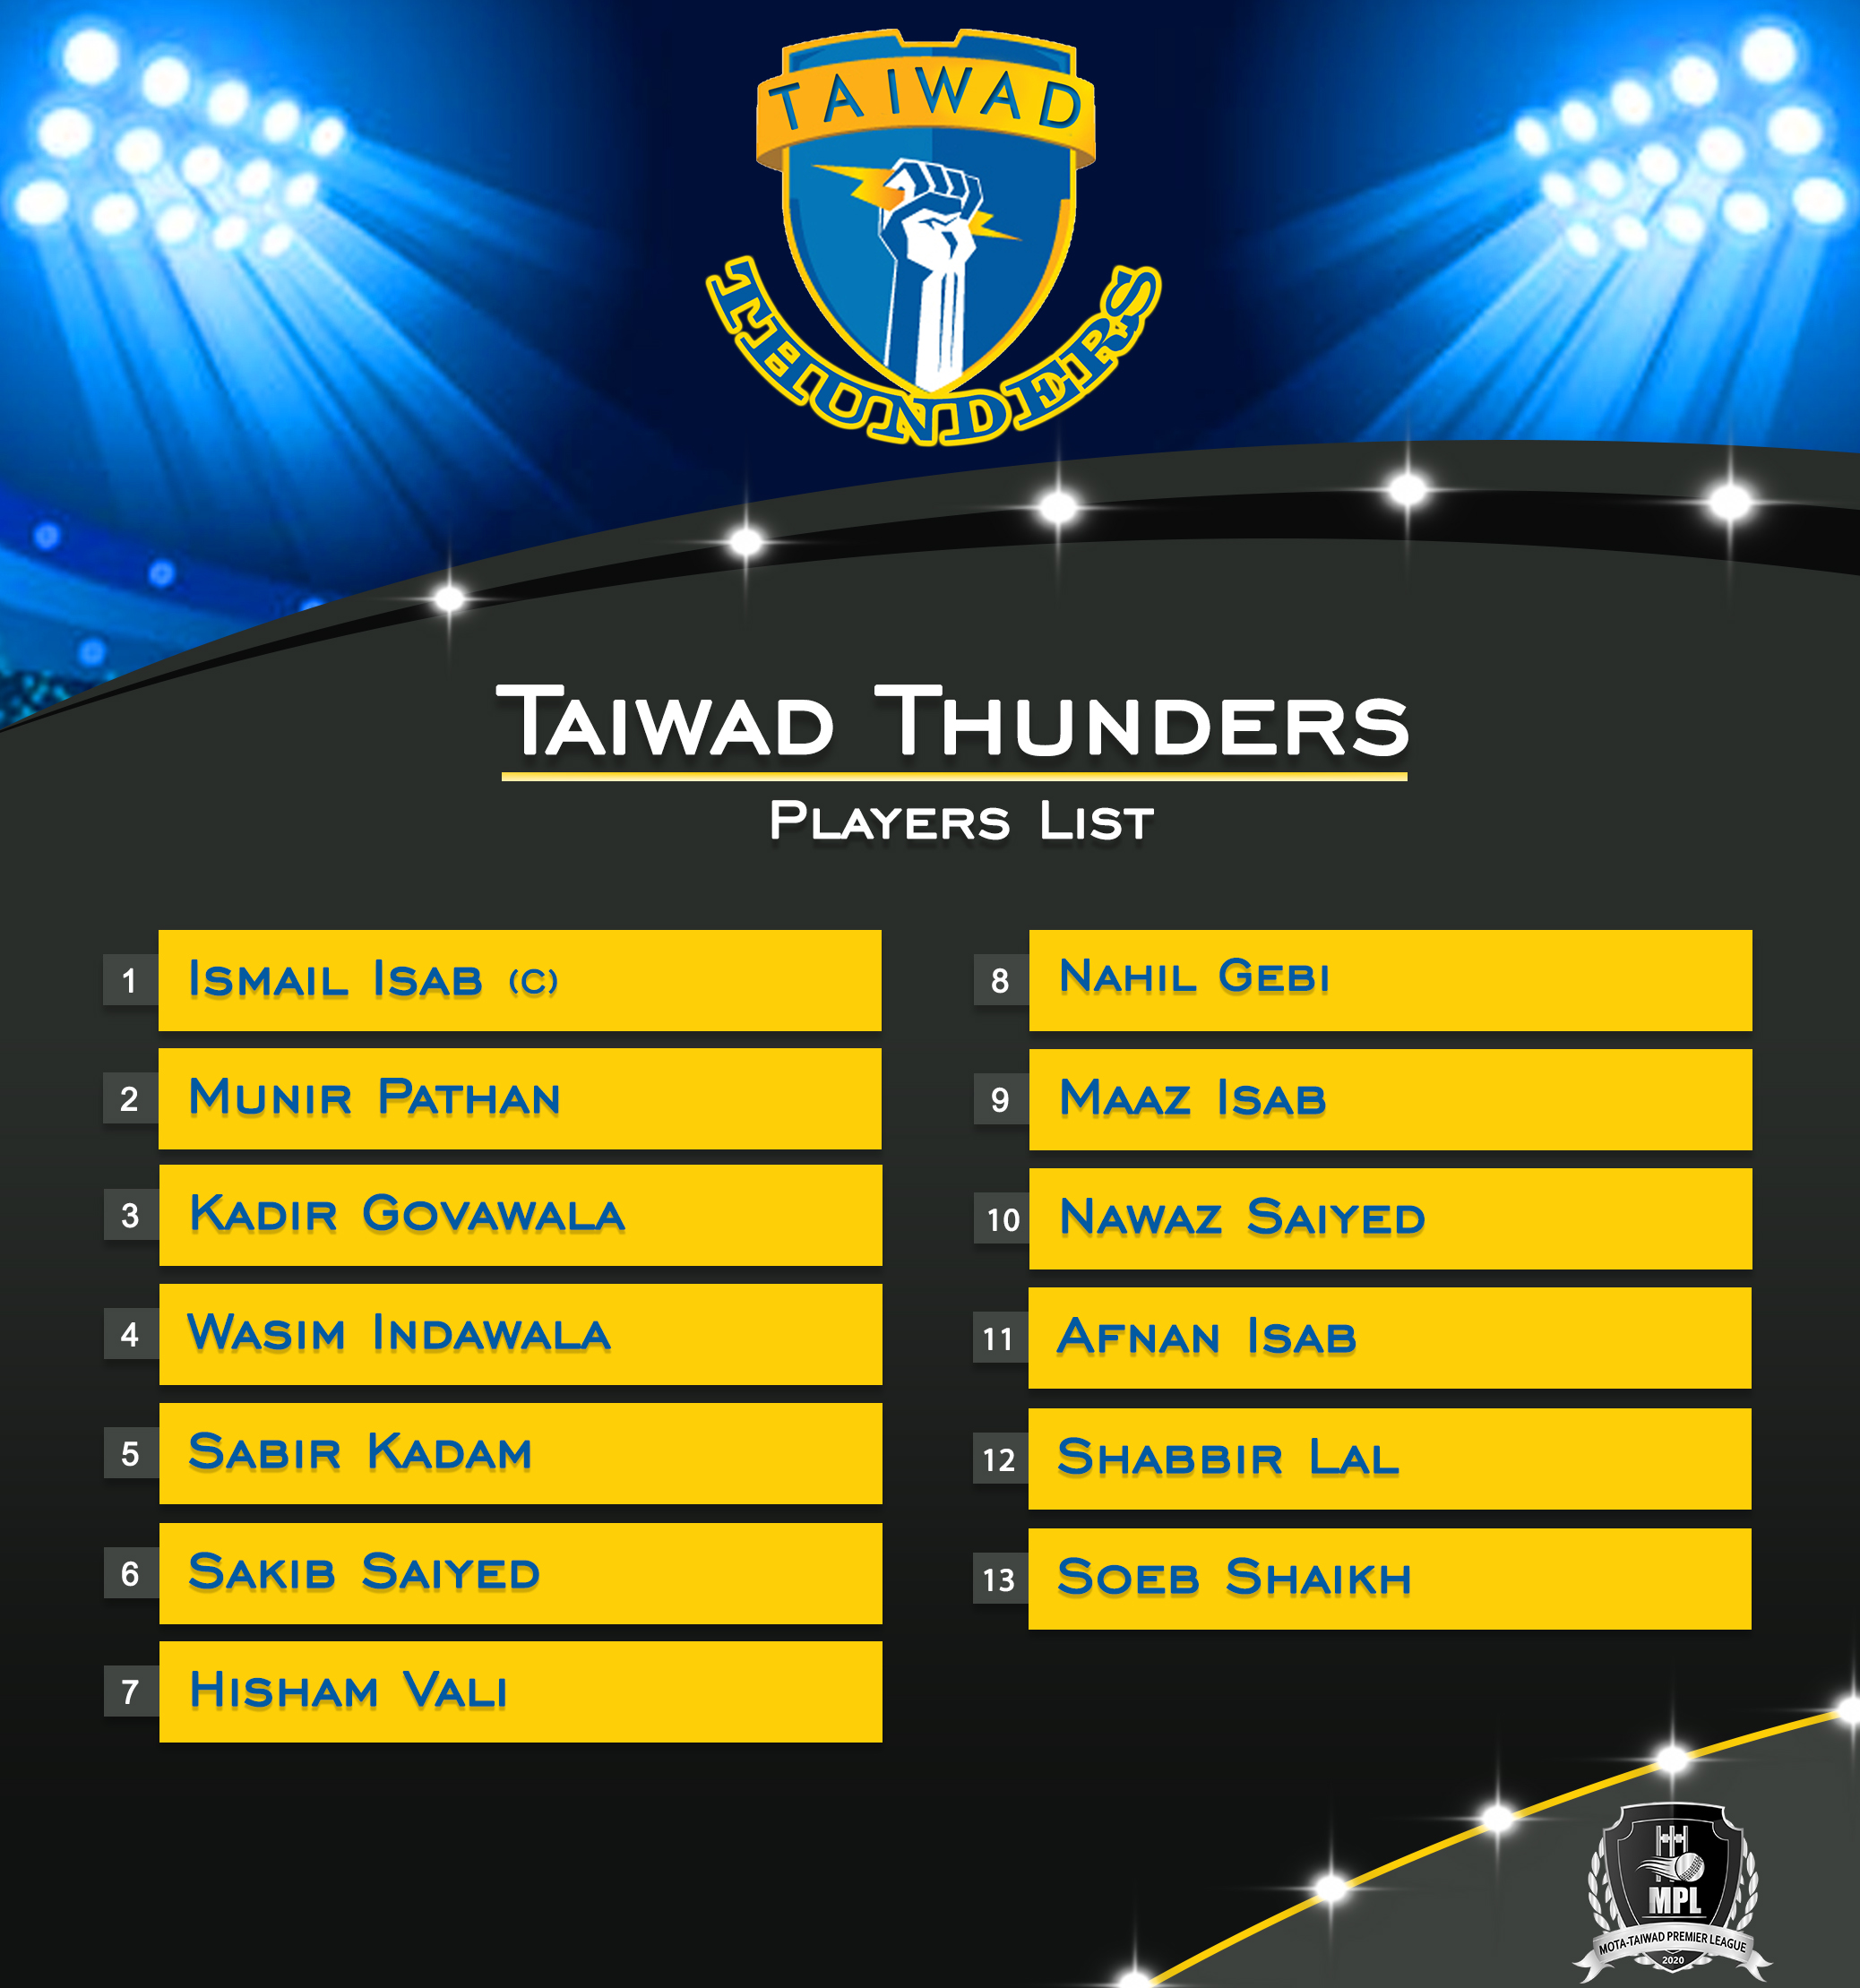 TAIWAD
THUNDERS
TAIWAD THUNDERS
PLAYERS LIST
1 ISMAIL ISAB (C)
2 MUNIR PATHAN
3 KADIR GOVAWALA
4 WASIM INDAWALA
5 SABIR KADAM
6 SAKIB SAIYED
7 HISHAM VALI
8 NAHIL GEBI
9 MAAZ ISAB
10 NAWAZ SAIYED
11 AFNAN ISAB
12 SHABBIR LAL
13 SOEB SHAIKH
MPL
MOTA-TAIWAD PREMIER LEAGUE
2020